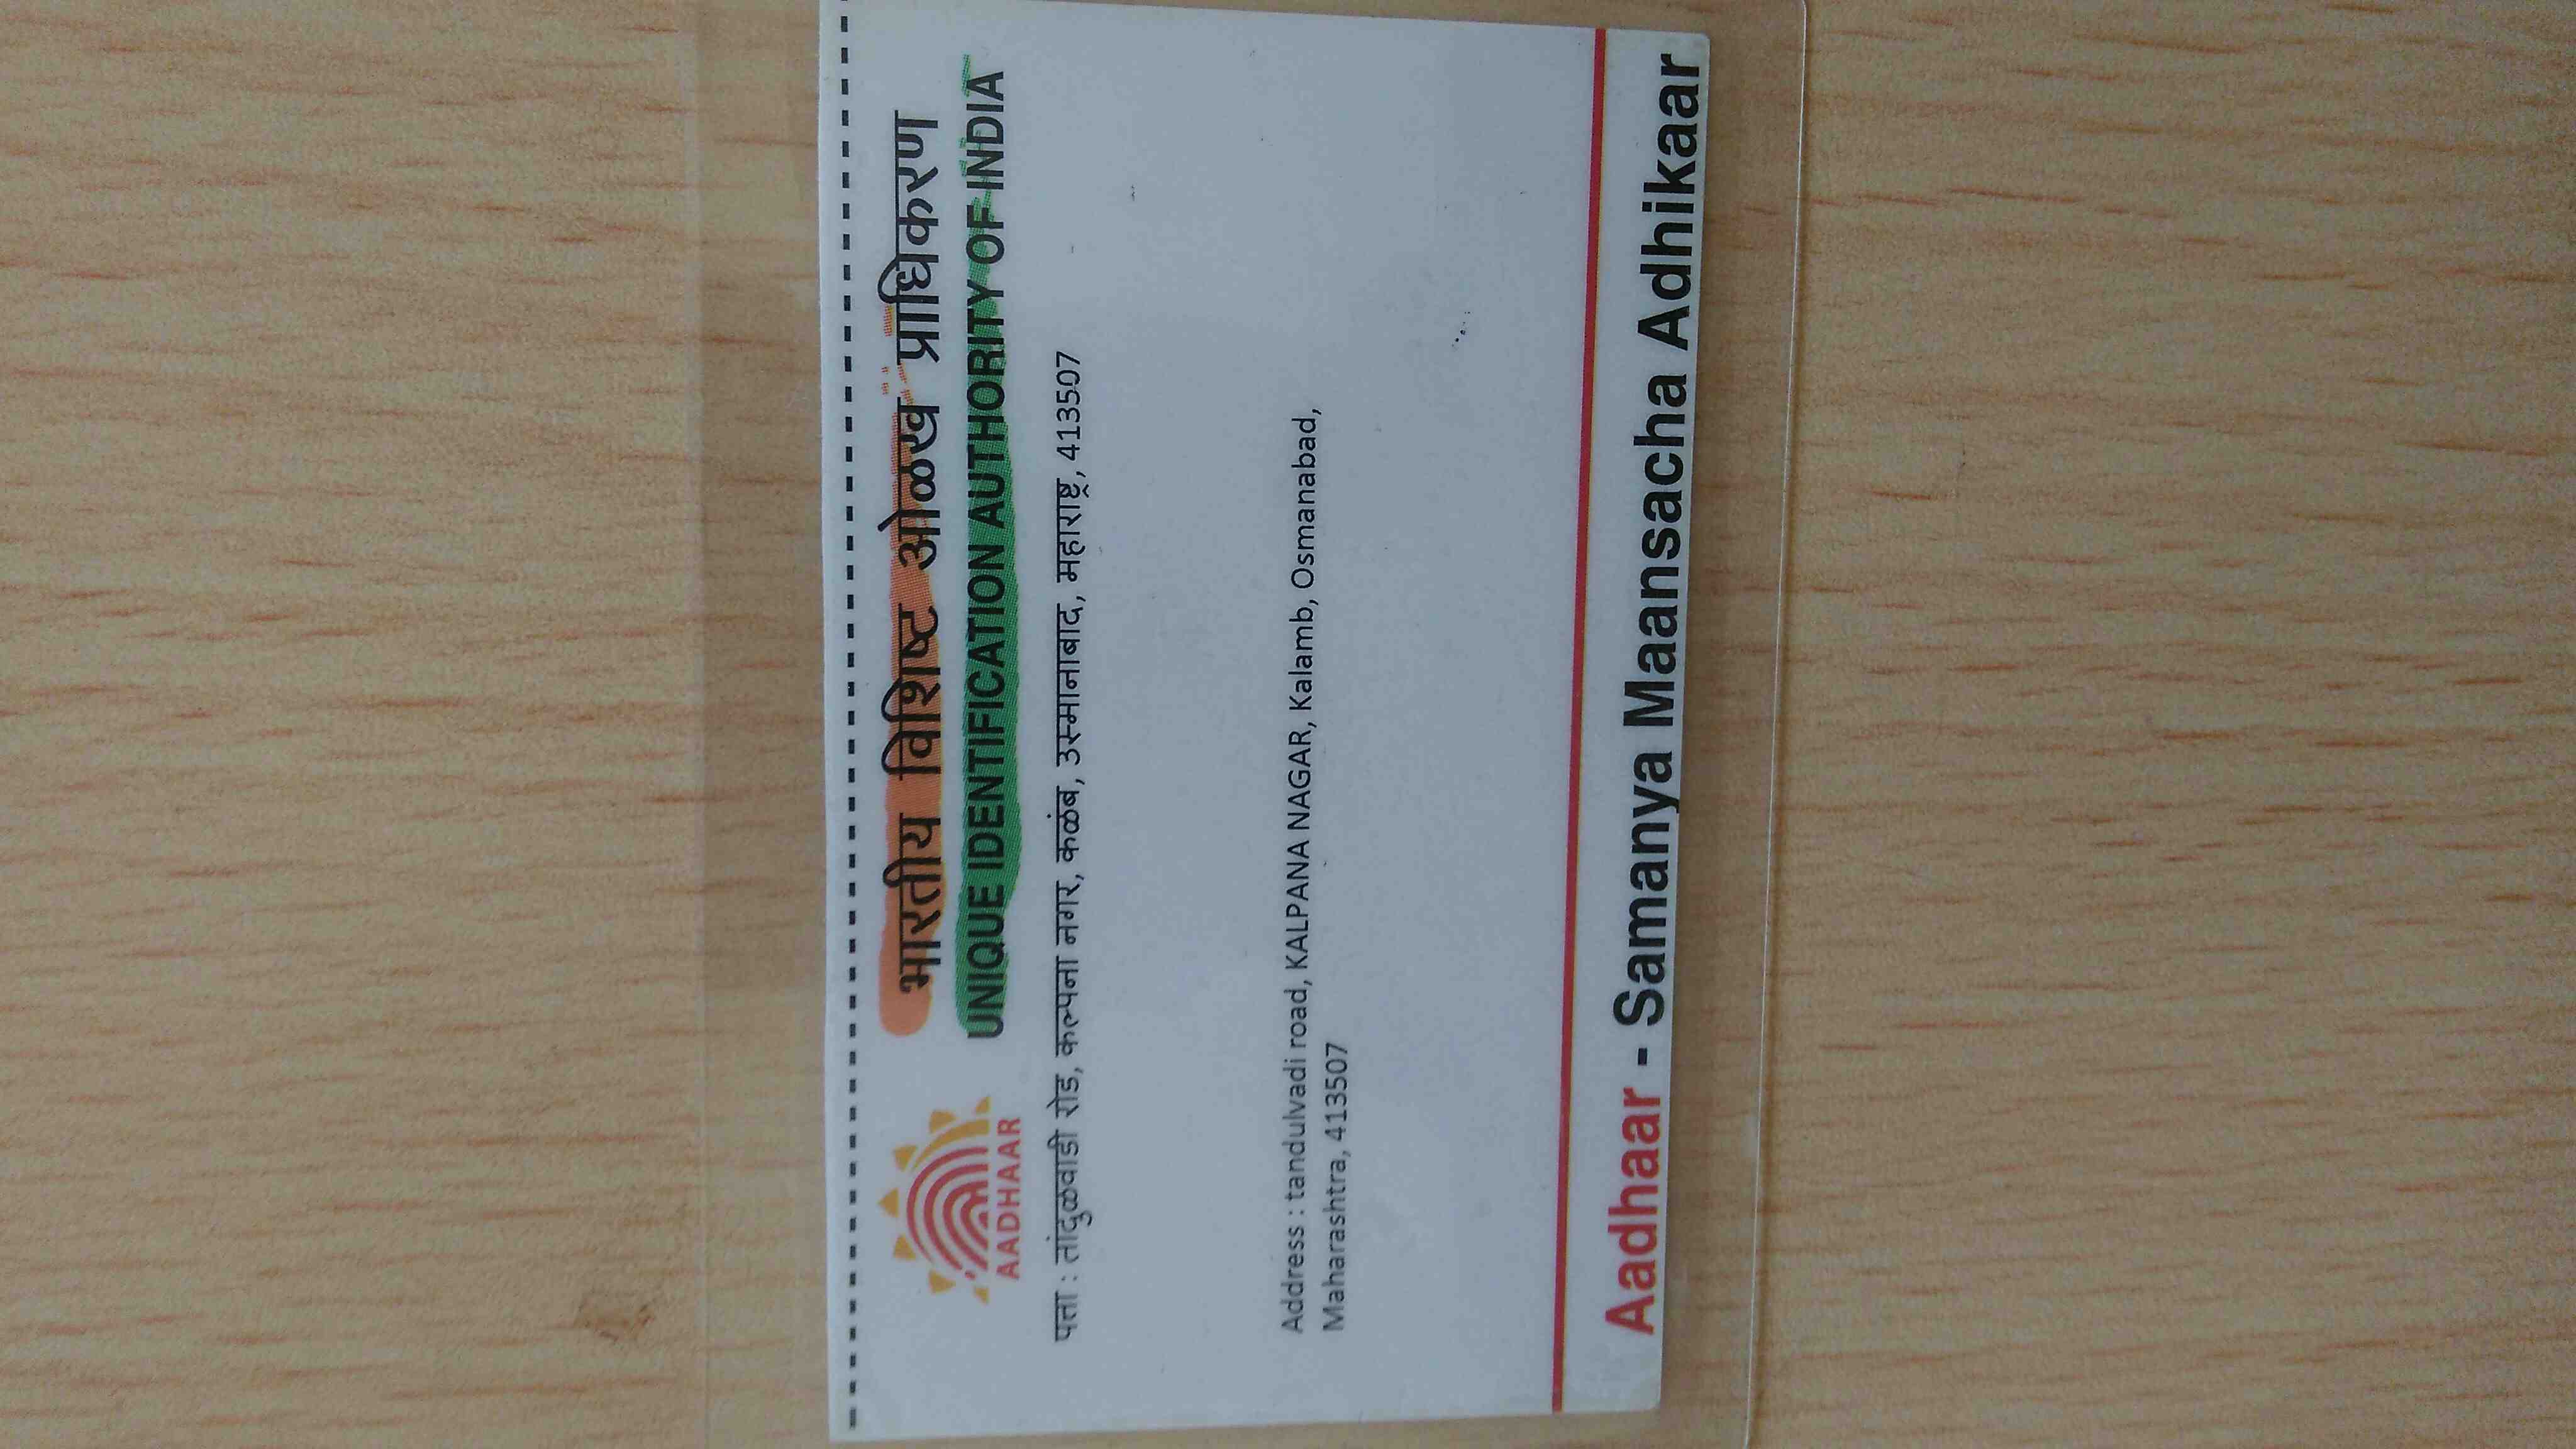 भारतीय विशिष्ट ओळख प्राधिकरण
UNIQUE IDENTIFICATION AUTHORITY OF INDIA
AADHAAR
पत्ता : तांदुळवाडी रोड, कल्पना नगर, कळंब, उस्मानाबाद, महाराष्ट्र, 413507
Address : tandulvadi road, KALPANA NAGAR, Kalamb, Osmanabad,
Maharashtra, 413507
Aadhaar - Samanya Maansacha Adhikaar